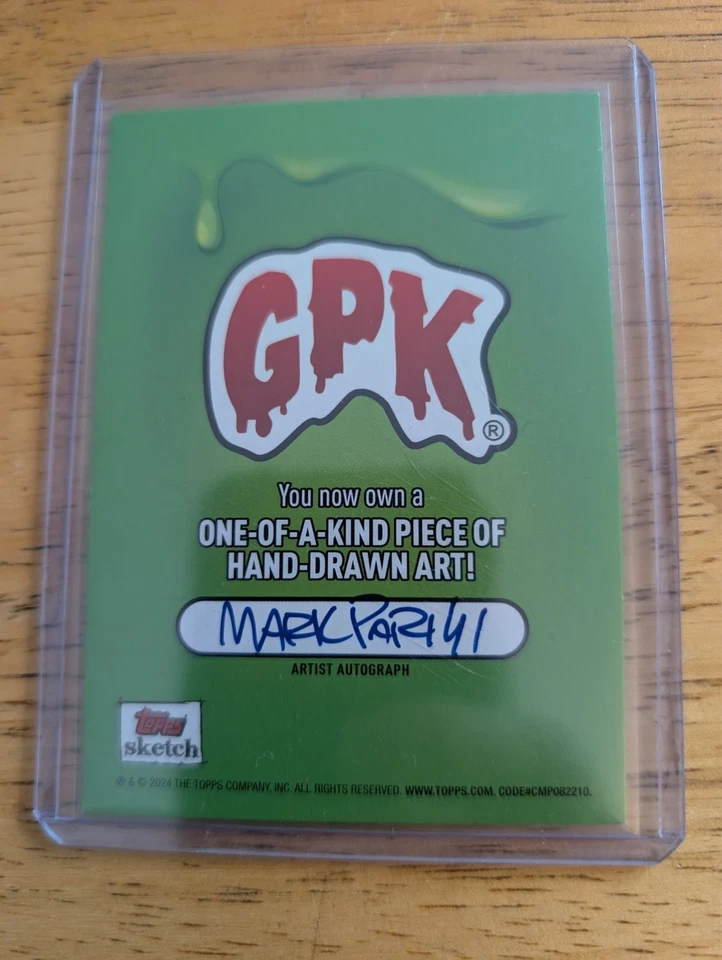 GPK®
You now own a
ONE-OF-A-KIND PIECE OF
HAND-DRAWN ART!
MARK
ARTIST AUTOGRAPH
Topps
sketch
® & © 2024 THE TOPPS COMPANY, INC. ALL RIGHTS RESERVED. WWW.TOPPS.COM. CODE#CMP082210.